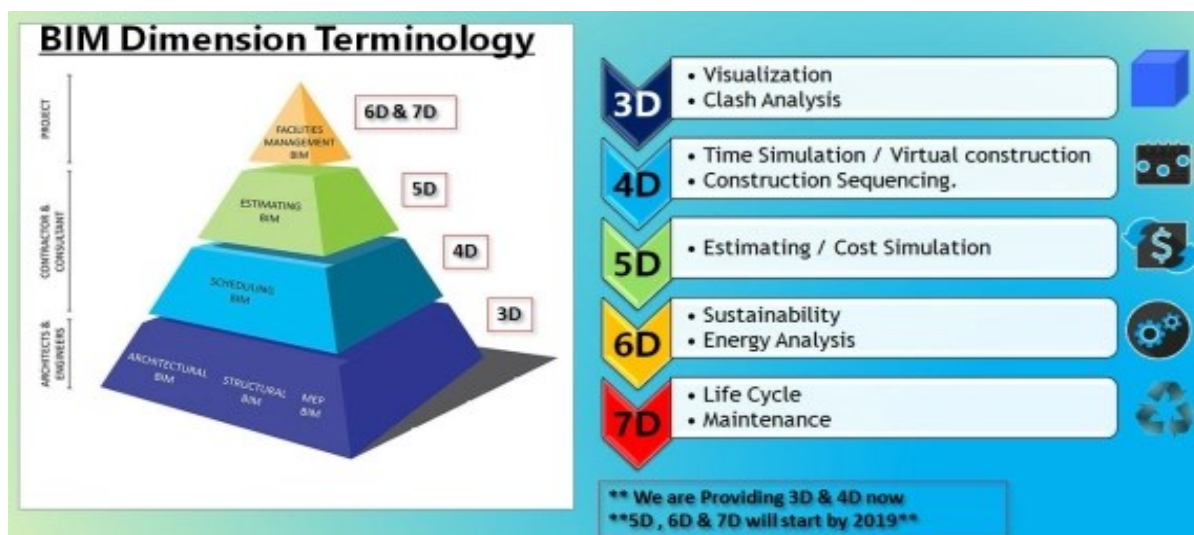 BIM Dimension Terminology
PROJECT
CONTRACTOR &
CONSULTANT
ARCHITECTS &
ENGINEERS
FACILITIES
MANAGEMENT
BIM
6D & 7D
ESTIMATING
BIM
5D
SCHEDULING
BIM
4D
ARCHITECTURAL
BIM
STRUCTURAL
BIM
MEP
BIM
3D
3D
• Visualization
• Clash Analysis
4D
• Time Simulation / Virtual construction
• Construction Sequencing.
5D
• Estimating / Cost Simulation
$
6D
• Sustainability
• Energy Analysis
7D
• Life Cycle
• Maintenance
** We are Providing 3D & 4D now
**5D , 6D & 7D will start by 2019**